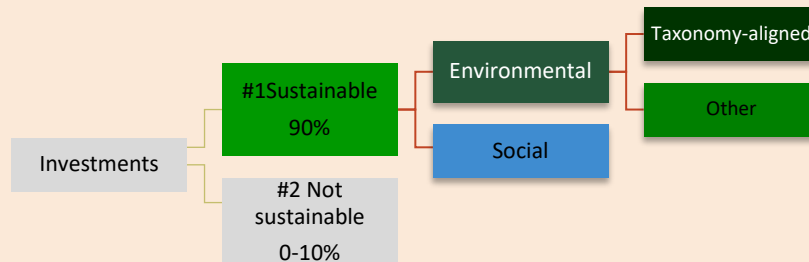 Investments
#1Sustainable
90%
#2 Not
sustainable
0-10%
Environmental
Social
Taxonomy-aligned
Other